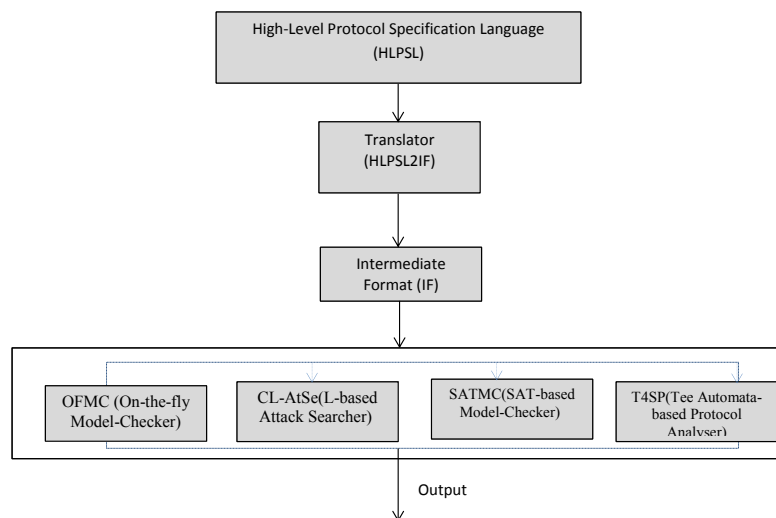 High-Level Protocol Specification Language
(HLPSL)
Translator
(HLPSL2IF)
Intermediate
Format (IF)
OFMC (On-the-fly
Model-Checker)
CL-AtSe(L-based
Attack Searcher)
SATMC(SAT-based
Model-Checker)
T4SP(Tee Automata-
based Protocol
Analyser)
Output